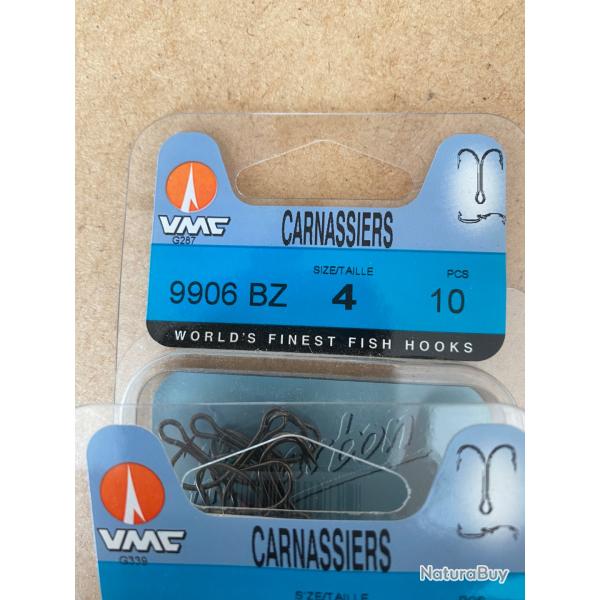 VMC
G287
CARNASSIERS
SIZE/TAILLE
PCS
9906 BZ
4
10
WORLD'S FINEST FISH HOOKS
VMC
G339
CARNASSIERS
SIZE/TAILLE
NaturaBuy